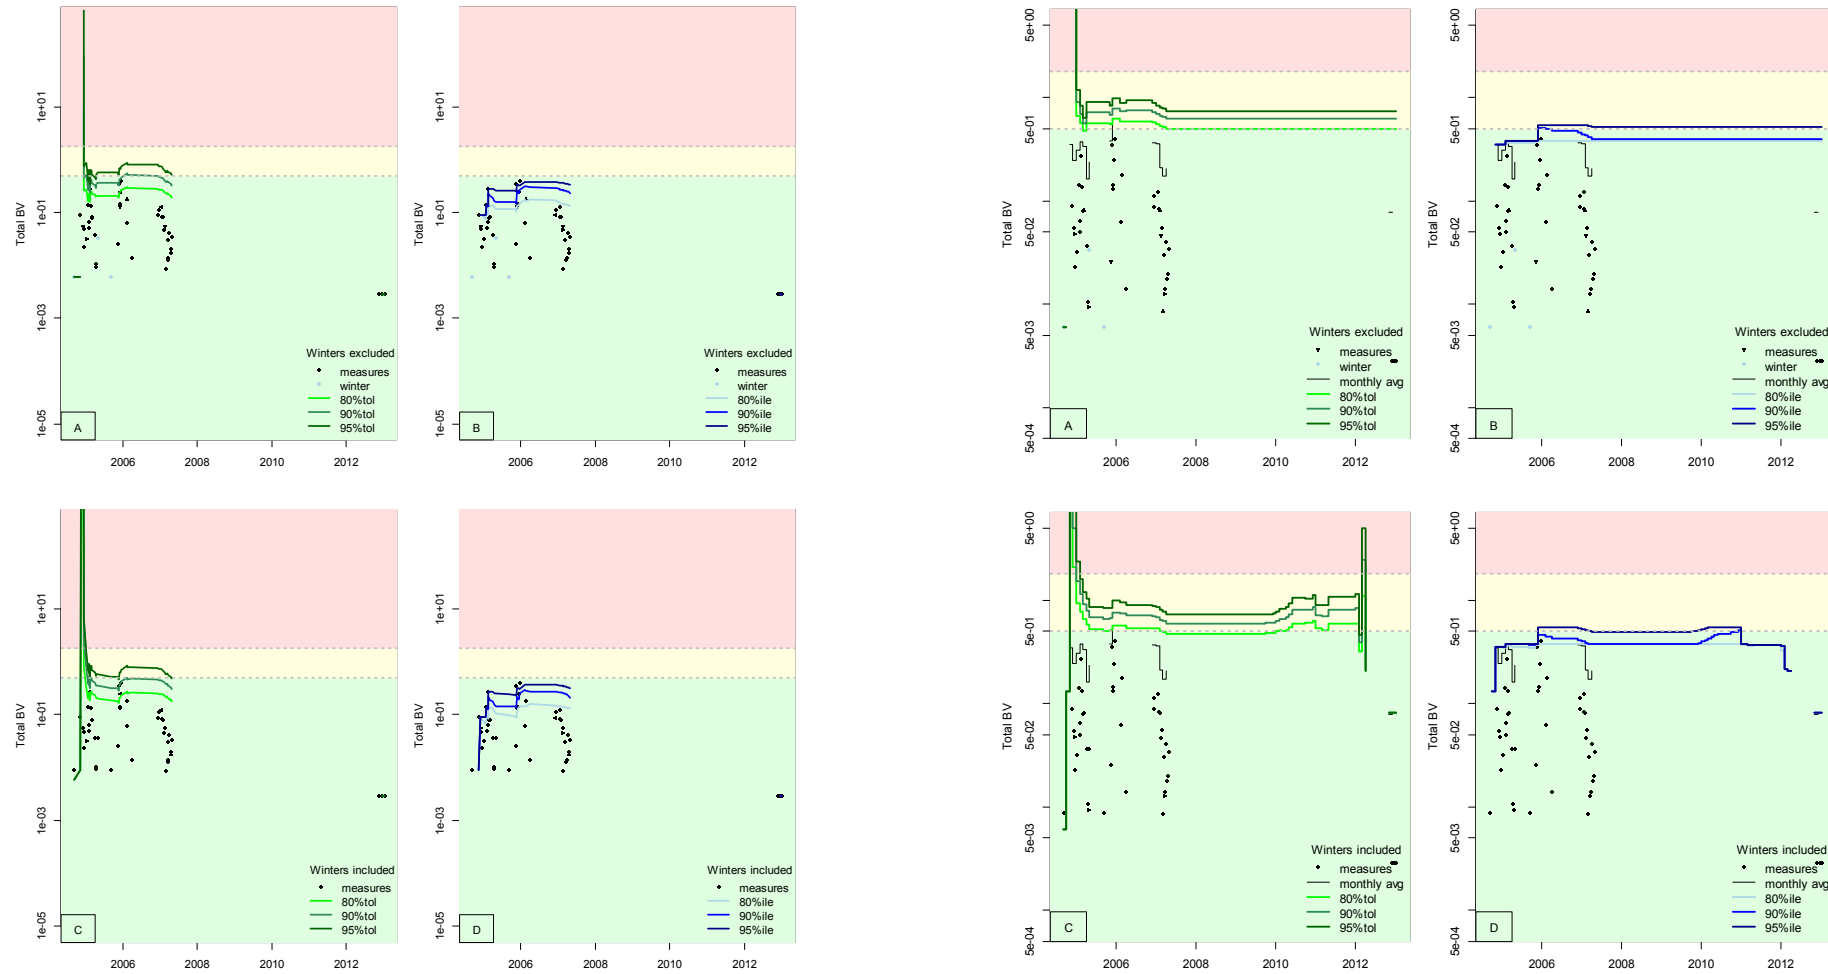 Total BV
1e+01
1e-01
1e-03
1e-05
Winters excluded
measures
winter
80%tol
90%tol
95%tol
A
2006
2008
2010
2012
Total BV
1e+01
1e-01
1e-03
1e-05
Winters excluded
measures
winter
80%ile
90%ile
95%ile
B
2006
2008
2010
2012
Total BV
5e+00
5e-01
5e-02
5e-03
5e-04
Winters excluded
measures
winter
monthly avg
80%tol
90%tol
95%tol
A
2006
2008
2010
2012
Total BV
5e+00
5e-01
5e-02
5e-03
5e-04
Winters excluded
measures
winter
monthly avg
80%ile
90%ile
95%ile
B
2006
2008
2010
2012
Total BV
1e+01
1e-01
1e-03
1e-05
Winters included
measures
80%tol
90%tol
95%tol
C
2006
2008
2010
2012
Total BV
1e+01
1e-01
1e-03
1e-05
Winters included
measures
80%ile
90%ile
95%ile
D
2006
2008
2010
2012
Total BV
5e+00
5e-01
5e-02
5e-03
5e-04
Winters included
measures
monthly avg
80%tol
90%tol
95%tol
C
2006
2008
2010
2012
Total BV
5e+00
5e-01
5e-02
5e-03
5e-04
Winters included
measures
monthly avg
80%ile
90%ile
95%ile
D
2006
2008
2010
2012